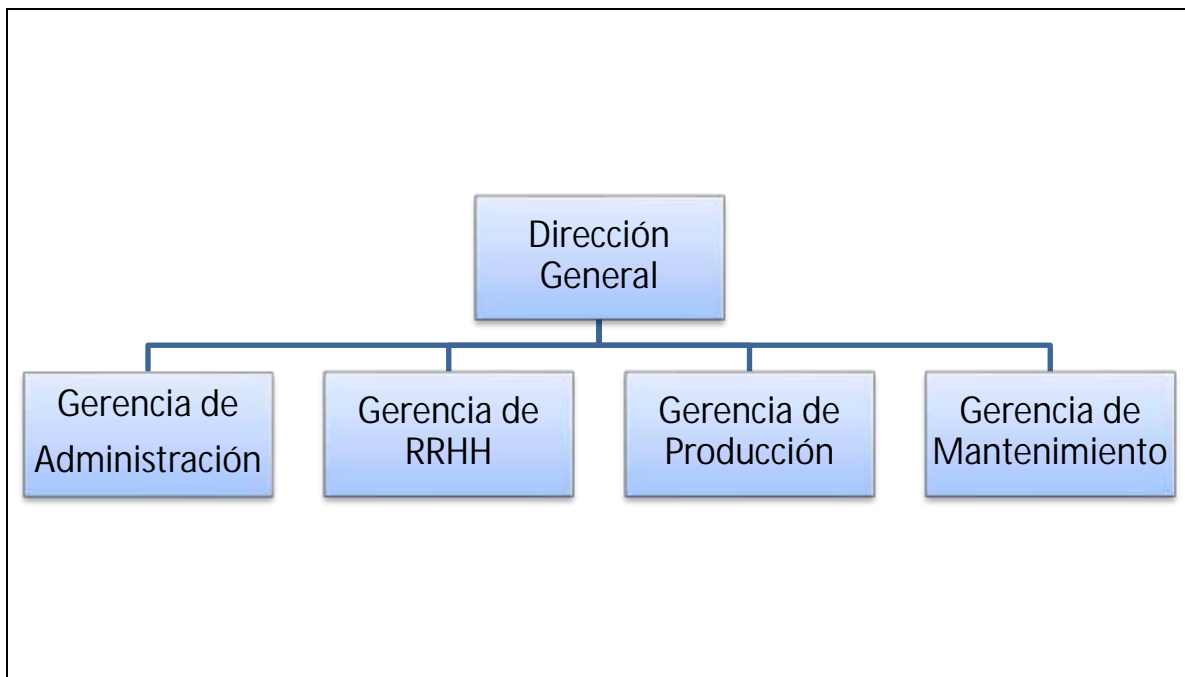 Dirección
General
Gerencia de
Administración
Gerencia de
RRHH
Gerencia de
Producción
Gerencia de
Mantenimiento